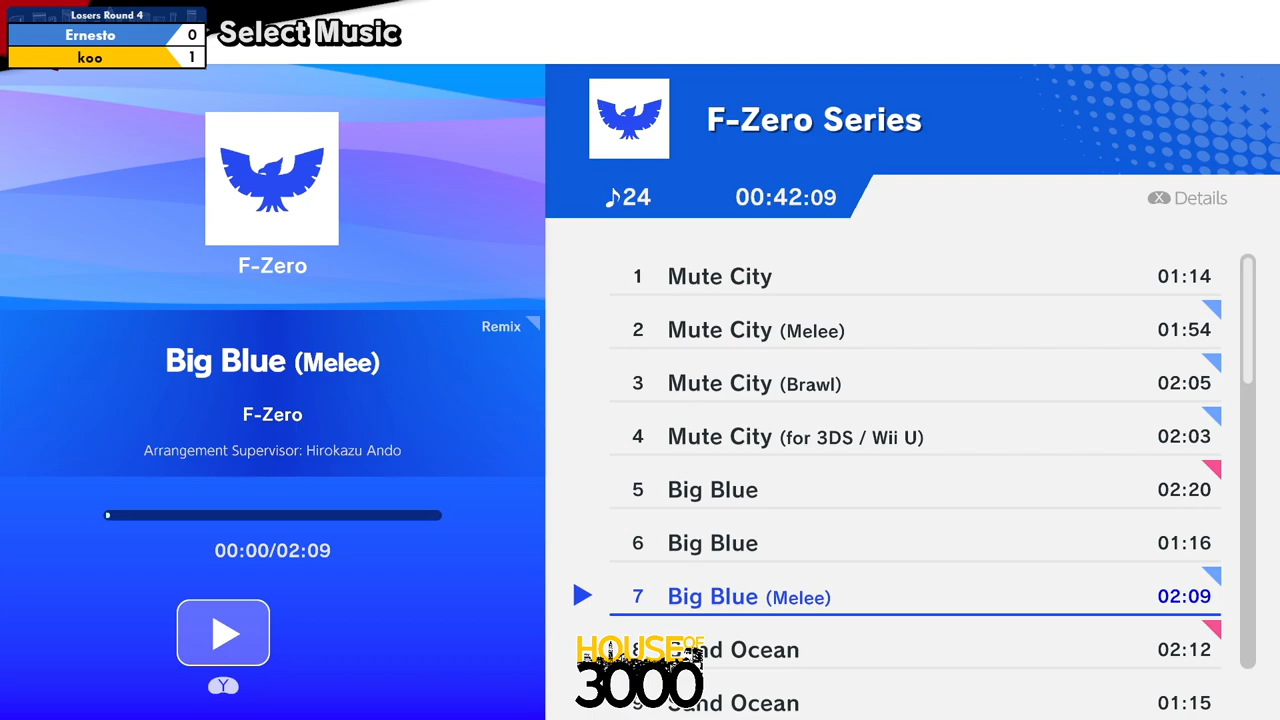 Losers Round 4
Ernesto 0
koo 1
Select Music
F-Zero
Remix
Big Blue (Melee)
F-Zero
Arrangement Supervisor: Hirokazu Ando
00:00/02:09
Y
F-Zero Series
♪24 00:42:09
X Details
1 Mute City 01:14
2 Mute City (Melee) 01:54
3 Mute City (Brawl) 02:05
4 Mute City (for 3DS / Wii U) 02:03
5 Big Blue 02:20
6 Big Blue 01:16
7 Big Blue (Melee) 02:09
8 Sand Ocean 02:12
9 Sand Ocean 01:15
HOUSE OF
3000